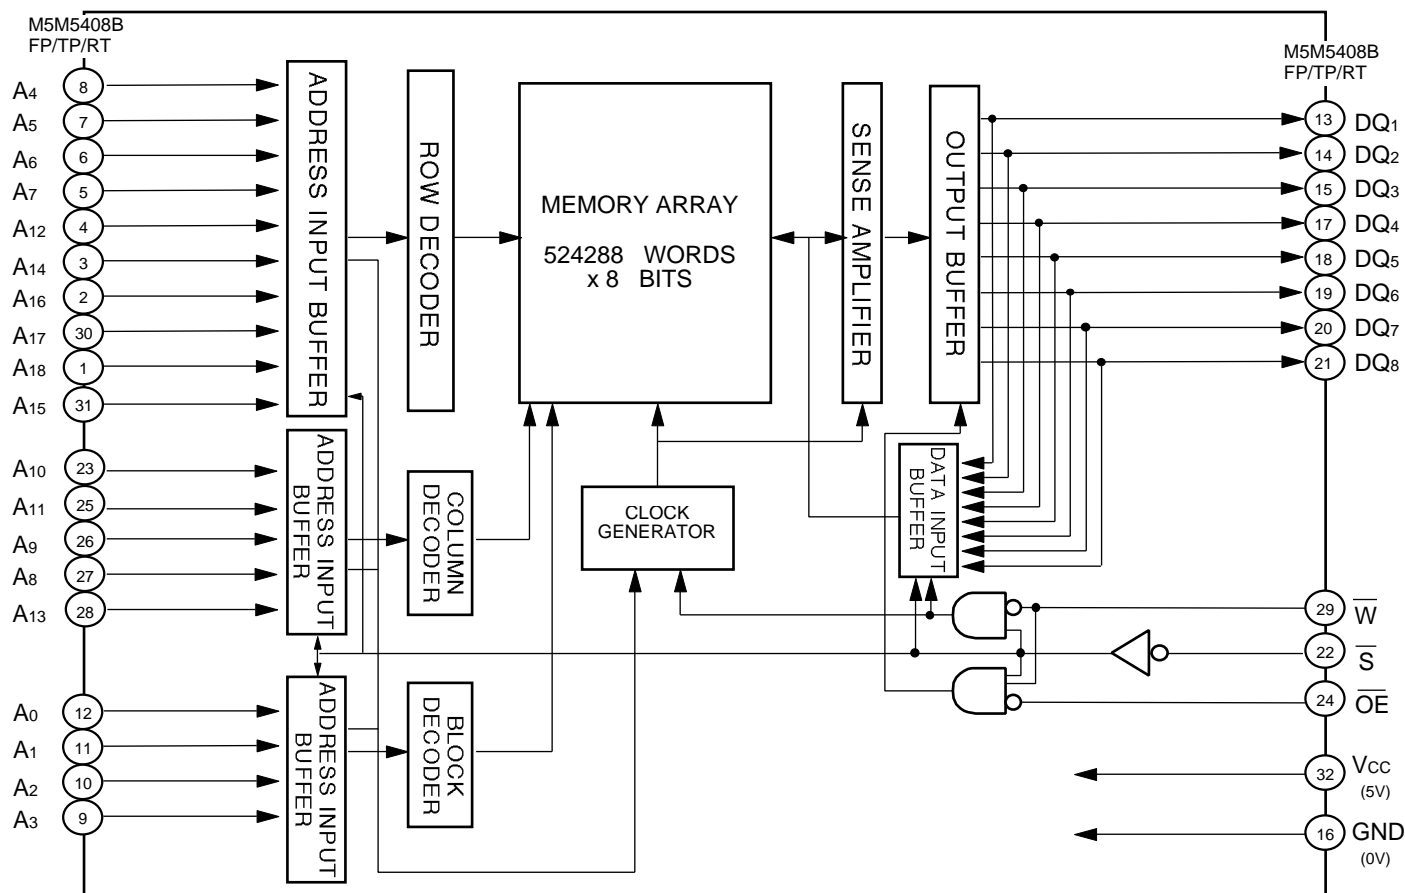 M5M5408B
FP/TP/RT
A4 8
A5 7
A6 6
A7 5
A12 4
A14 3
A16 2
A17 30
A18 1
A15 31
A10 23
A11 25
A9 26
A8 27
A13 28
A0 12
A1 11
A2 10
A3 9
ADDRESS INPUT BUFFER
ADDRESS INPUT
BUFFER
ADDRESS INPUT
BUFFER
ROW DECODER
COLUMN
DECODER
BLOCK
DECODER
MEMORY ARRAY
524288 WORDS
x 8 BITS
CLOCK
GENERATOR
SENSE AMPLIFIER
OUTPUT BUFFER
DATA INPUT
BUFFER
M5M5408B
FP/TP/RT
13 DQ1
14 DQ2
15 DQ3
17 DQ4
18 DQ5
19 DQ6
20 DQ7
21 DQ8
29 W̅
22 S̅
24 O̅E̅
32 VCC
(5V)
16 GND
(0V)